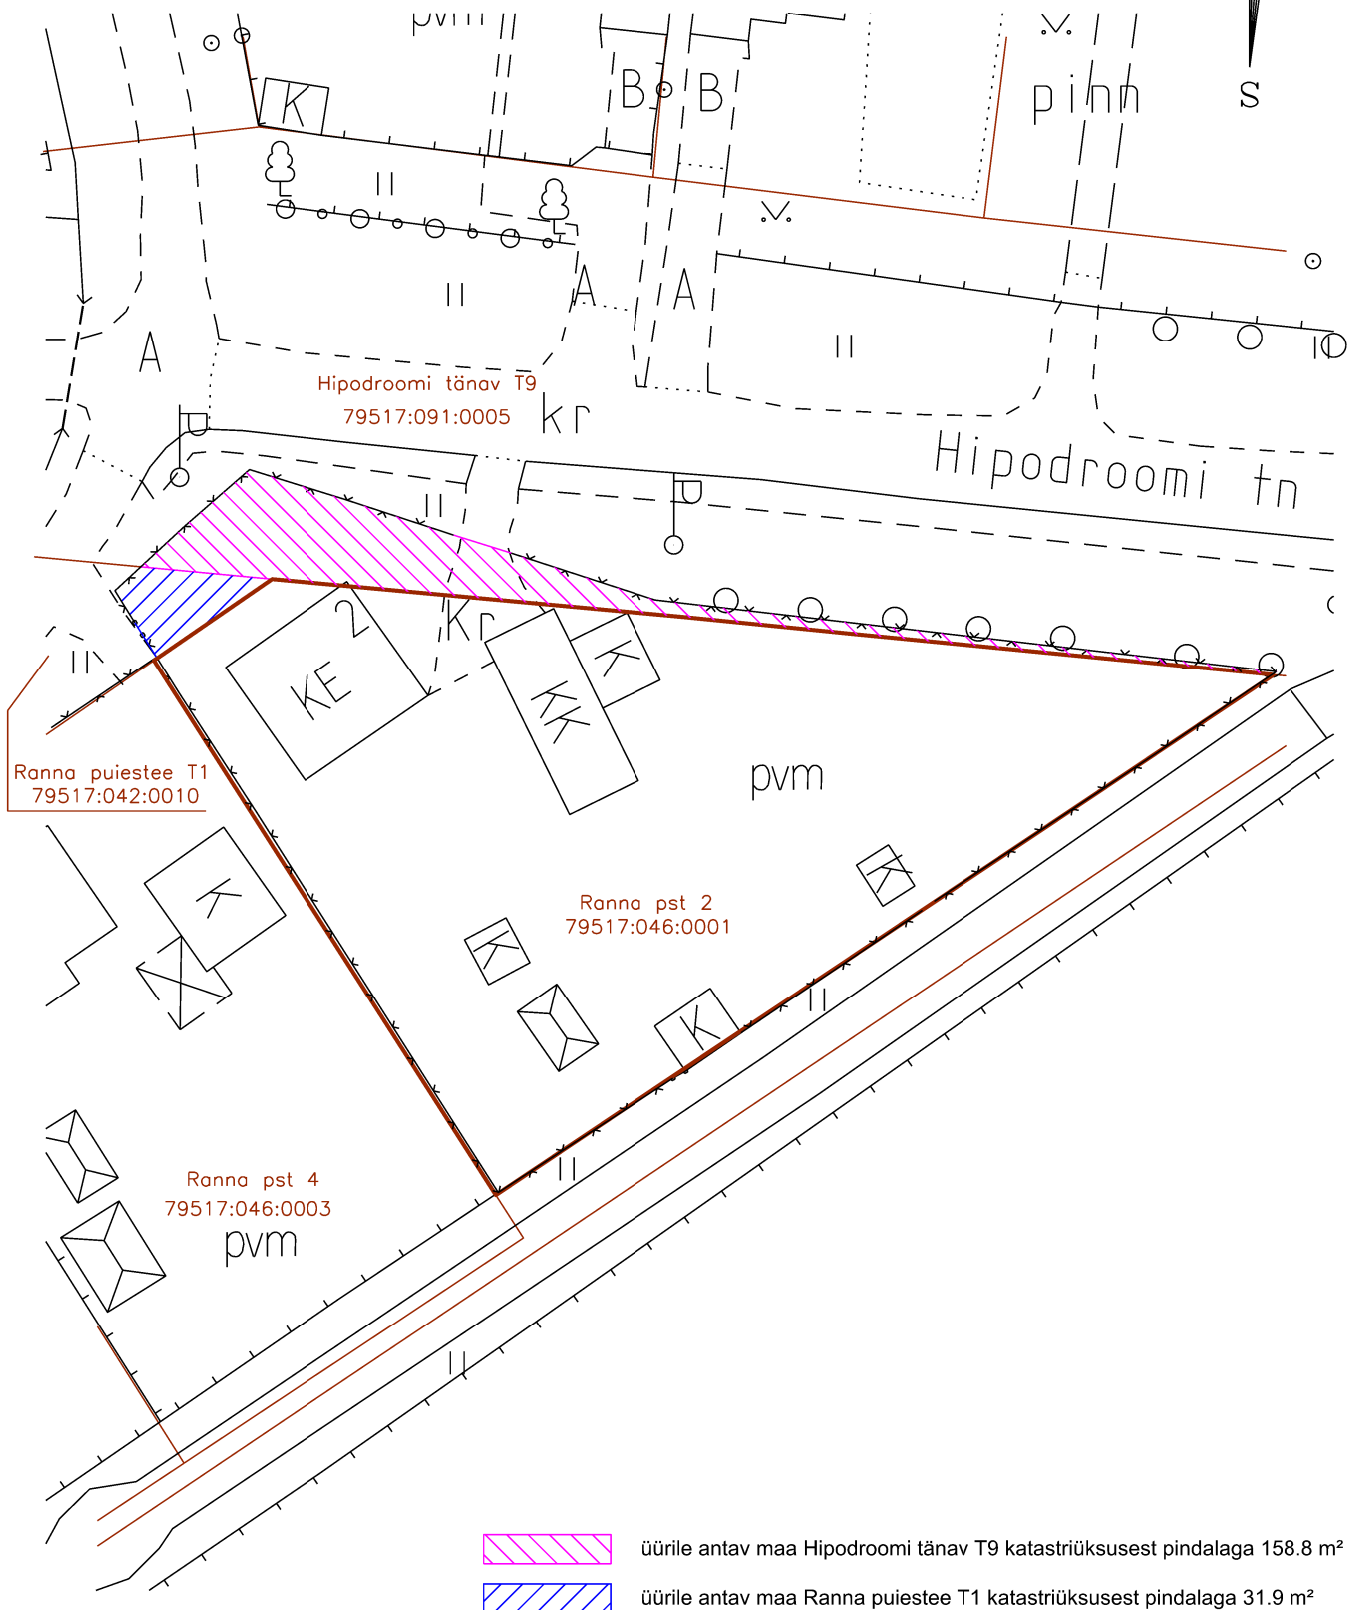 pvm
K
B
B
pinn
S
A
A
A
Hipodroomi tänav T9
79517:091:0005
kr
Hipodroomi tn
2
kr
KE
KK
K
Ranna puiestee T1
79517:042:0010
pvm
K
K
Ranna pst 2
79517:046:0001
K
K
Ranna pst 4
79517:046:0003
pvm
üürile antav maa Hipodroomi tänav T9 katastriüksusest pindalaga 158.8 m²
üürile antav maa Ranna puiestee T1 katastriüksusest pindalaga 31.9 m²